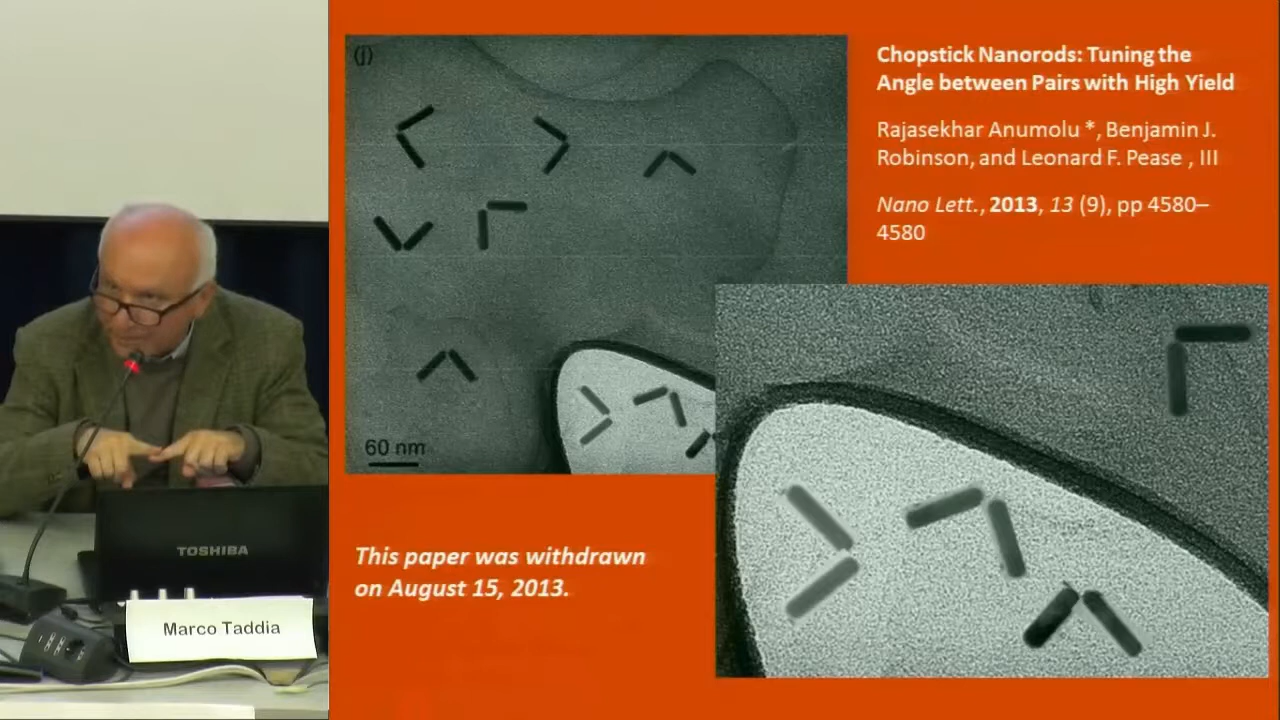 (j)
Chopstick Nanorods: Tuning the
Angle between Pairs with High Yield
Rajasekhar Anumolu *, Benjamin J.
Robinson, and Leonard F. Pease , III
Nano Lett., 2013, 13 (9), pp 4580–
4580
60 nm
This paper was withdrawn
on August 15, 2013.
TOSHIBA
Marco Taddia